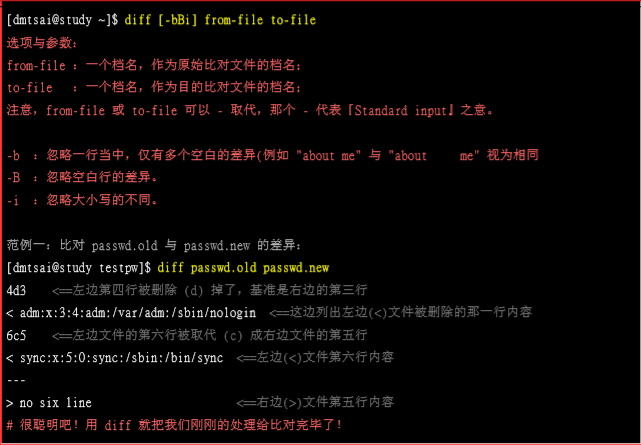 [dmtsai@study ~]$ diff [-bBi] from-file to-file
选项与参数：
from-file ：一个档名，作为原始比对文件的档名；
to-file   ：一个档名，作为目的比对文件的档名；
注意，from-file 或 to-file 可以 - 取代，那个 - 代表『Standard input』之意。
-b  ：忽略一行当中，仅有多个空白的差异(例如 "about me" 与 "about     me" 视为相同
-B  ：忽略空白行的差异。
-i  ：忽略大小写的不同。
范例一：比对 passwd.old 与 passwd.new 的差异：
[dmtsai@study testpw]$ diff passwd.old passwd.new
4d3    <==左边第四行被删除 (d) 掉了，基准是右边的第三行
< adm:x:3:4:adm:/var/adm:/sbin/nologin  <==这边列出左边(<)文件被删除的那一行内容
6c5    <==左边文件的第六行被取代 (c) 成右边文件的第五行
< sync:x:5:0:sync:/sbin:/bin/sync  <==左边(<)文件第六行内容
---
> no six line                      <==右边(>)文件第五行内容
# 很聪明吧！用 diff 就把我们刚刚的处理给比对完毕了！